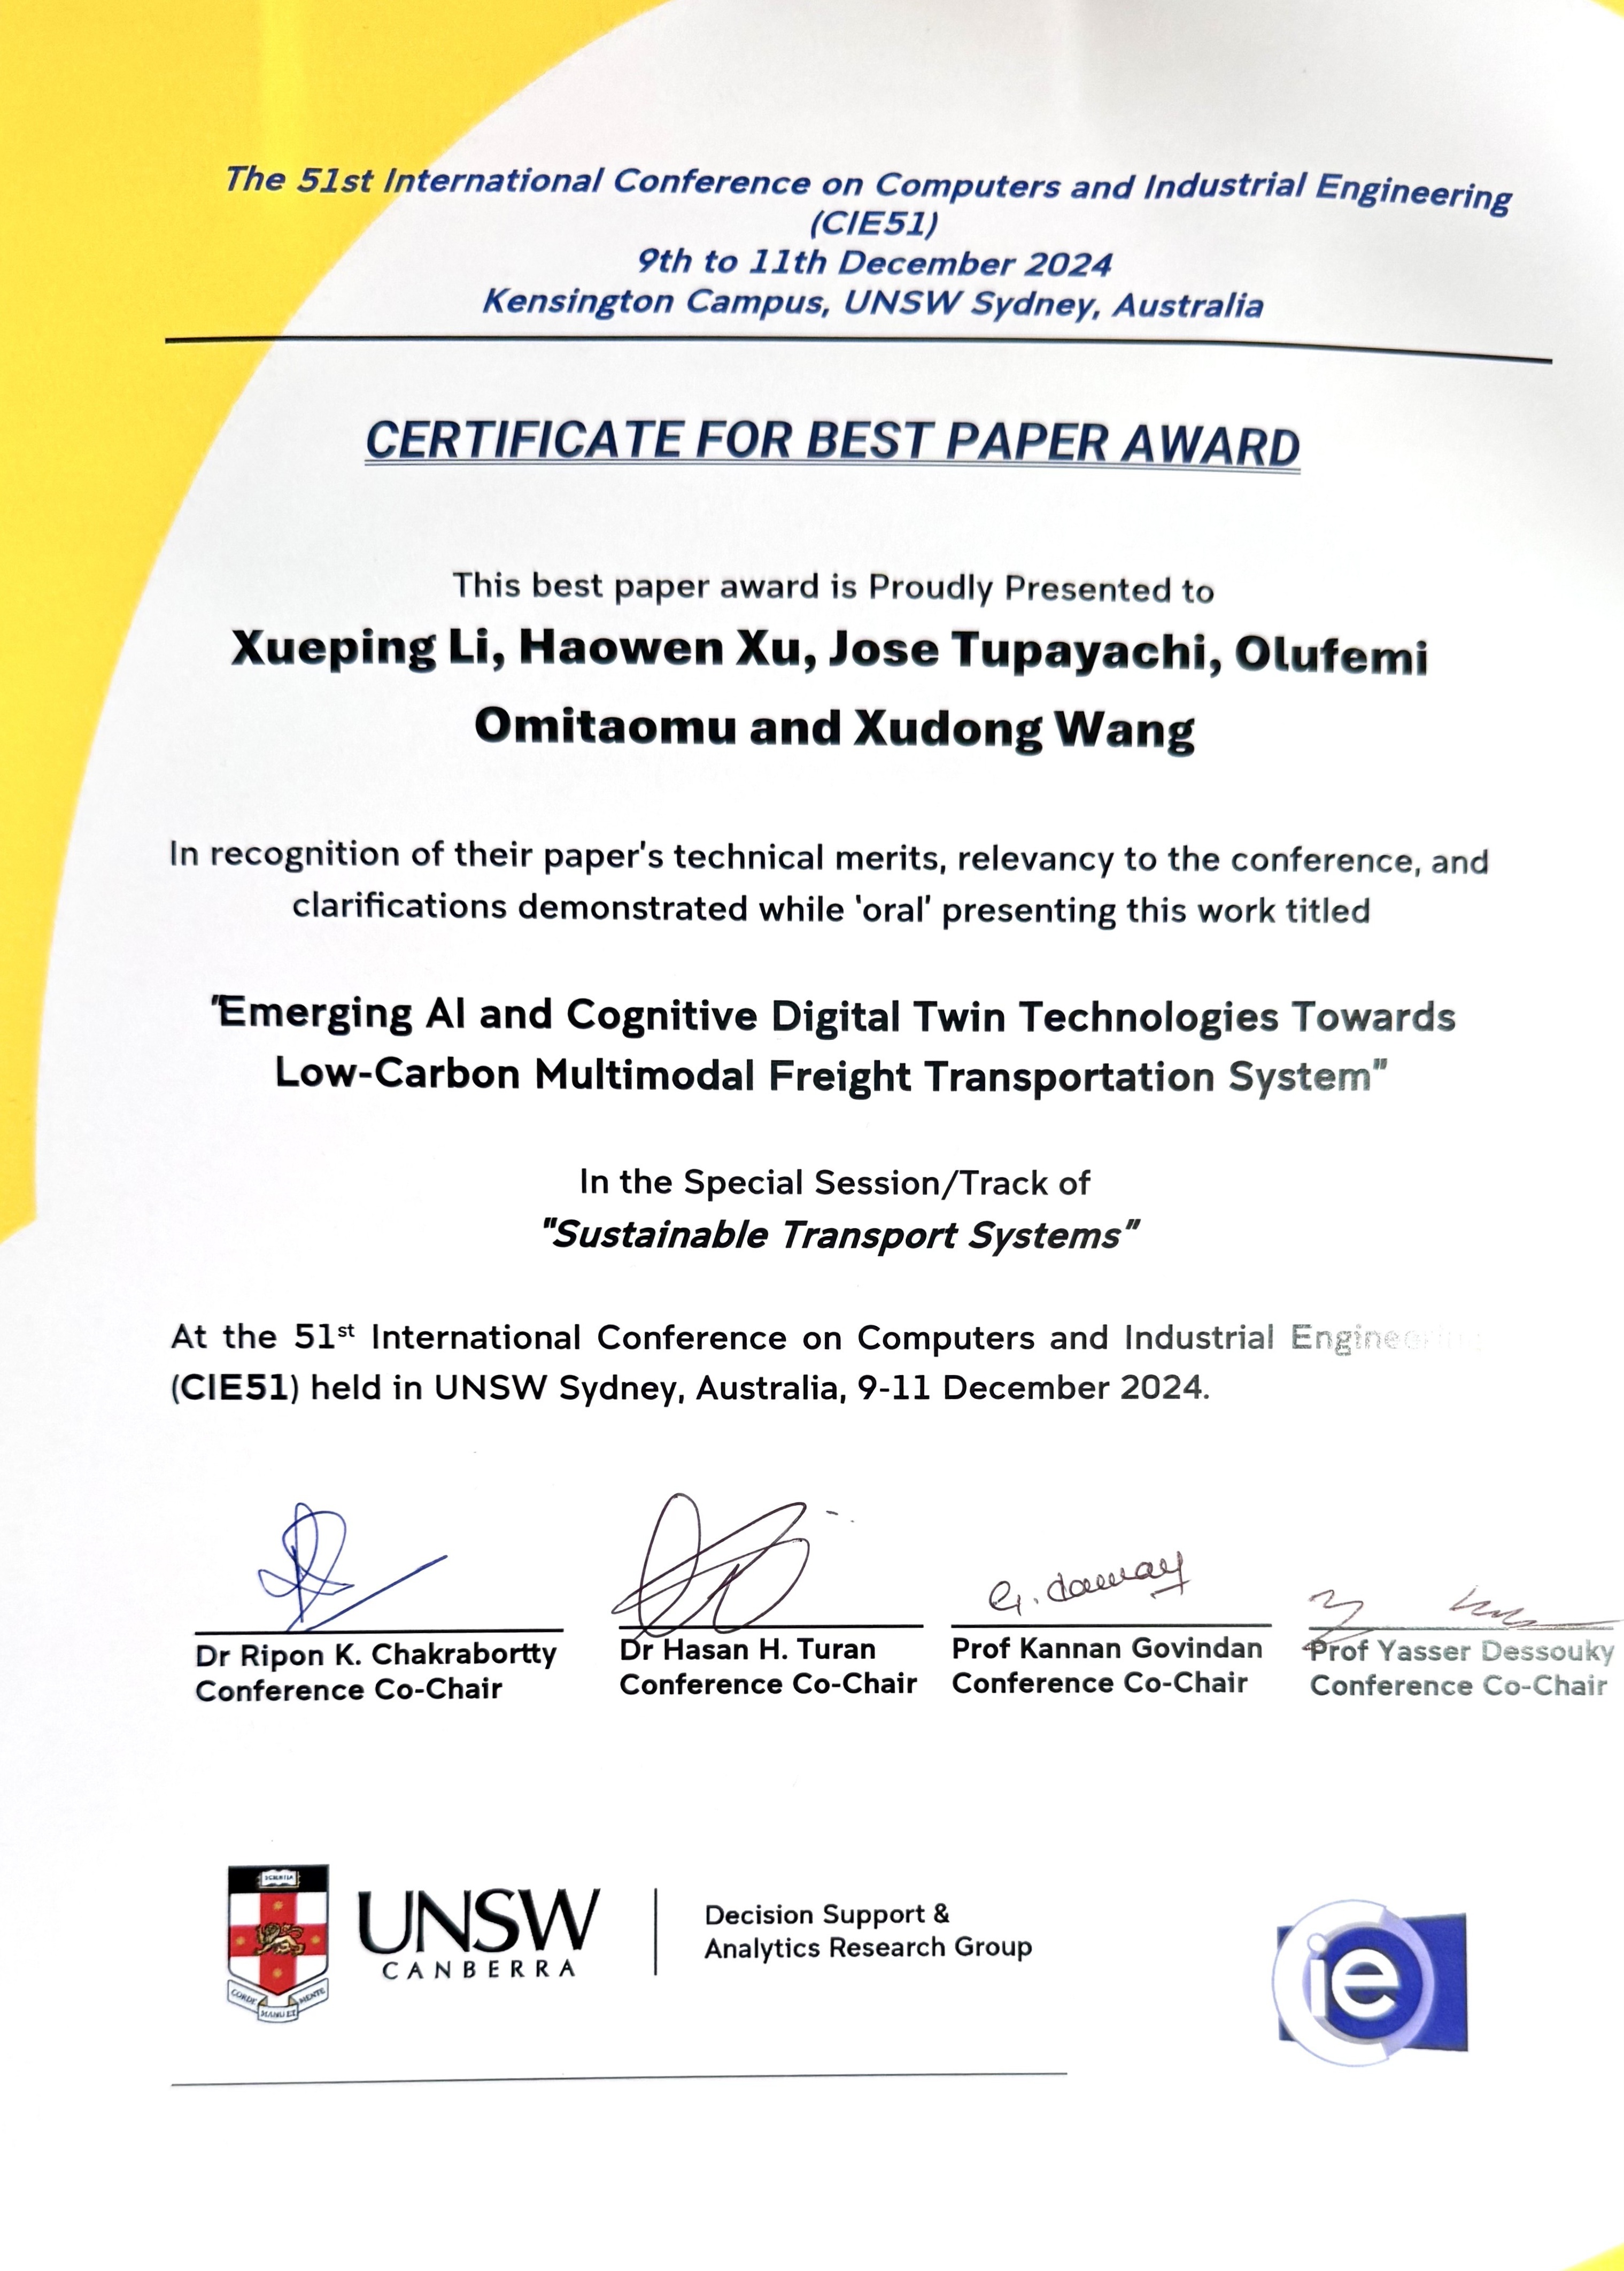 The 51st International Conference on Computers and Industrial Engineering
(CIE51)
9th to 11th December 2024
Kensington Campus, UNSW Sydney, Australia
CERTIFICATE FOR BEST PAPER AWARD
This best paper award is Proudly Presented to
Xueping Li, Haowen Xu, Jose Tupayachi, Olufemi
Omitaomu and Xudong Wang
In recognition of their paper's technical merits, relevancy to the conference, and
clarifications demonstrated while 'oral' presenting this work titled
"Emerging AI and Cognitive Digital Twin Technologies Towards
Low-Carbon Multimodal Freight Transportation System"
In the Special Session/Track of
"Sustainable Transport Systems"
At the 51st International Conference on Computers and Industrial Engineering
(CIE51) held in UNSW Sydney, Australia, 9-11 December 2024.
Dr Ripon K. Chakrabortty
Conference Co-Chair
Dr Hasan H. Turan
Conference Co-Chair
Prof Kannan Govindan
Conference Co-Chair
Prof Yasser Dessouky
Conference Co-Chair
SCIENTIA
CORDE
MANU ET
MENTE
UNSW
CANBERRA
Decision Support &
Analytics Research Group
ie